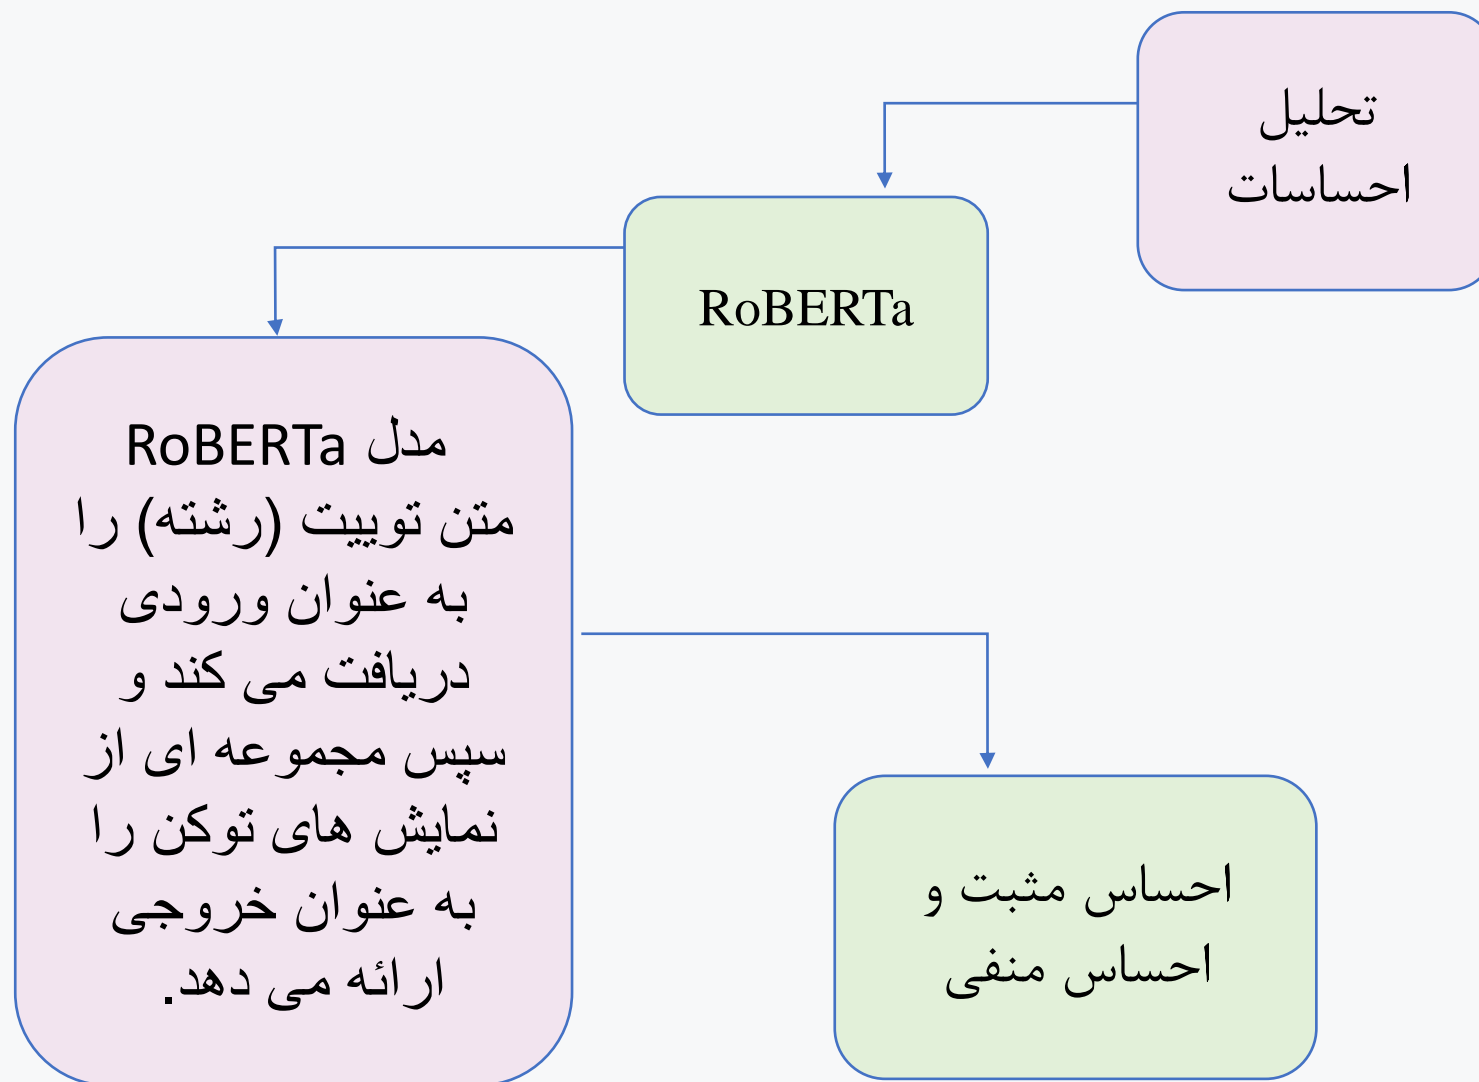 تحلیل
احساسات
RoBERTa
مدل RoBERTa
متن توییت (رشته) را
به عنوان ورودی
دریافت می کند و
سپس مجموعه ای از
نمایش های توکن را
به عنوان خروجی
ارائه می دهد.
احساس مثبت و
احساس منفی